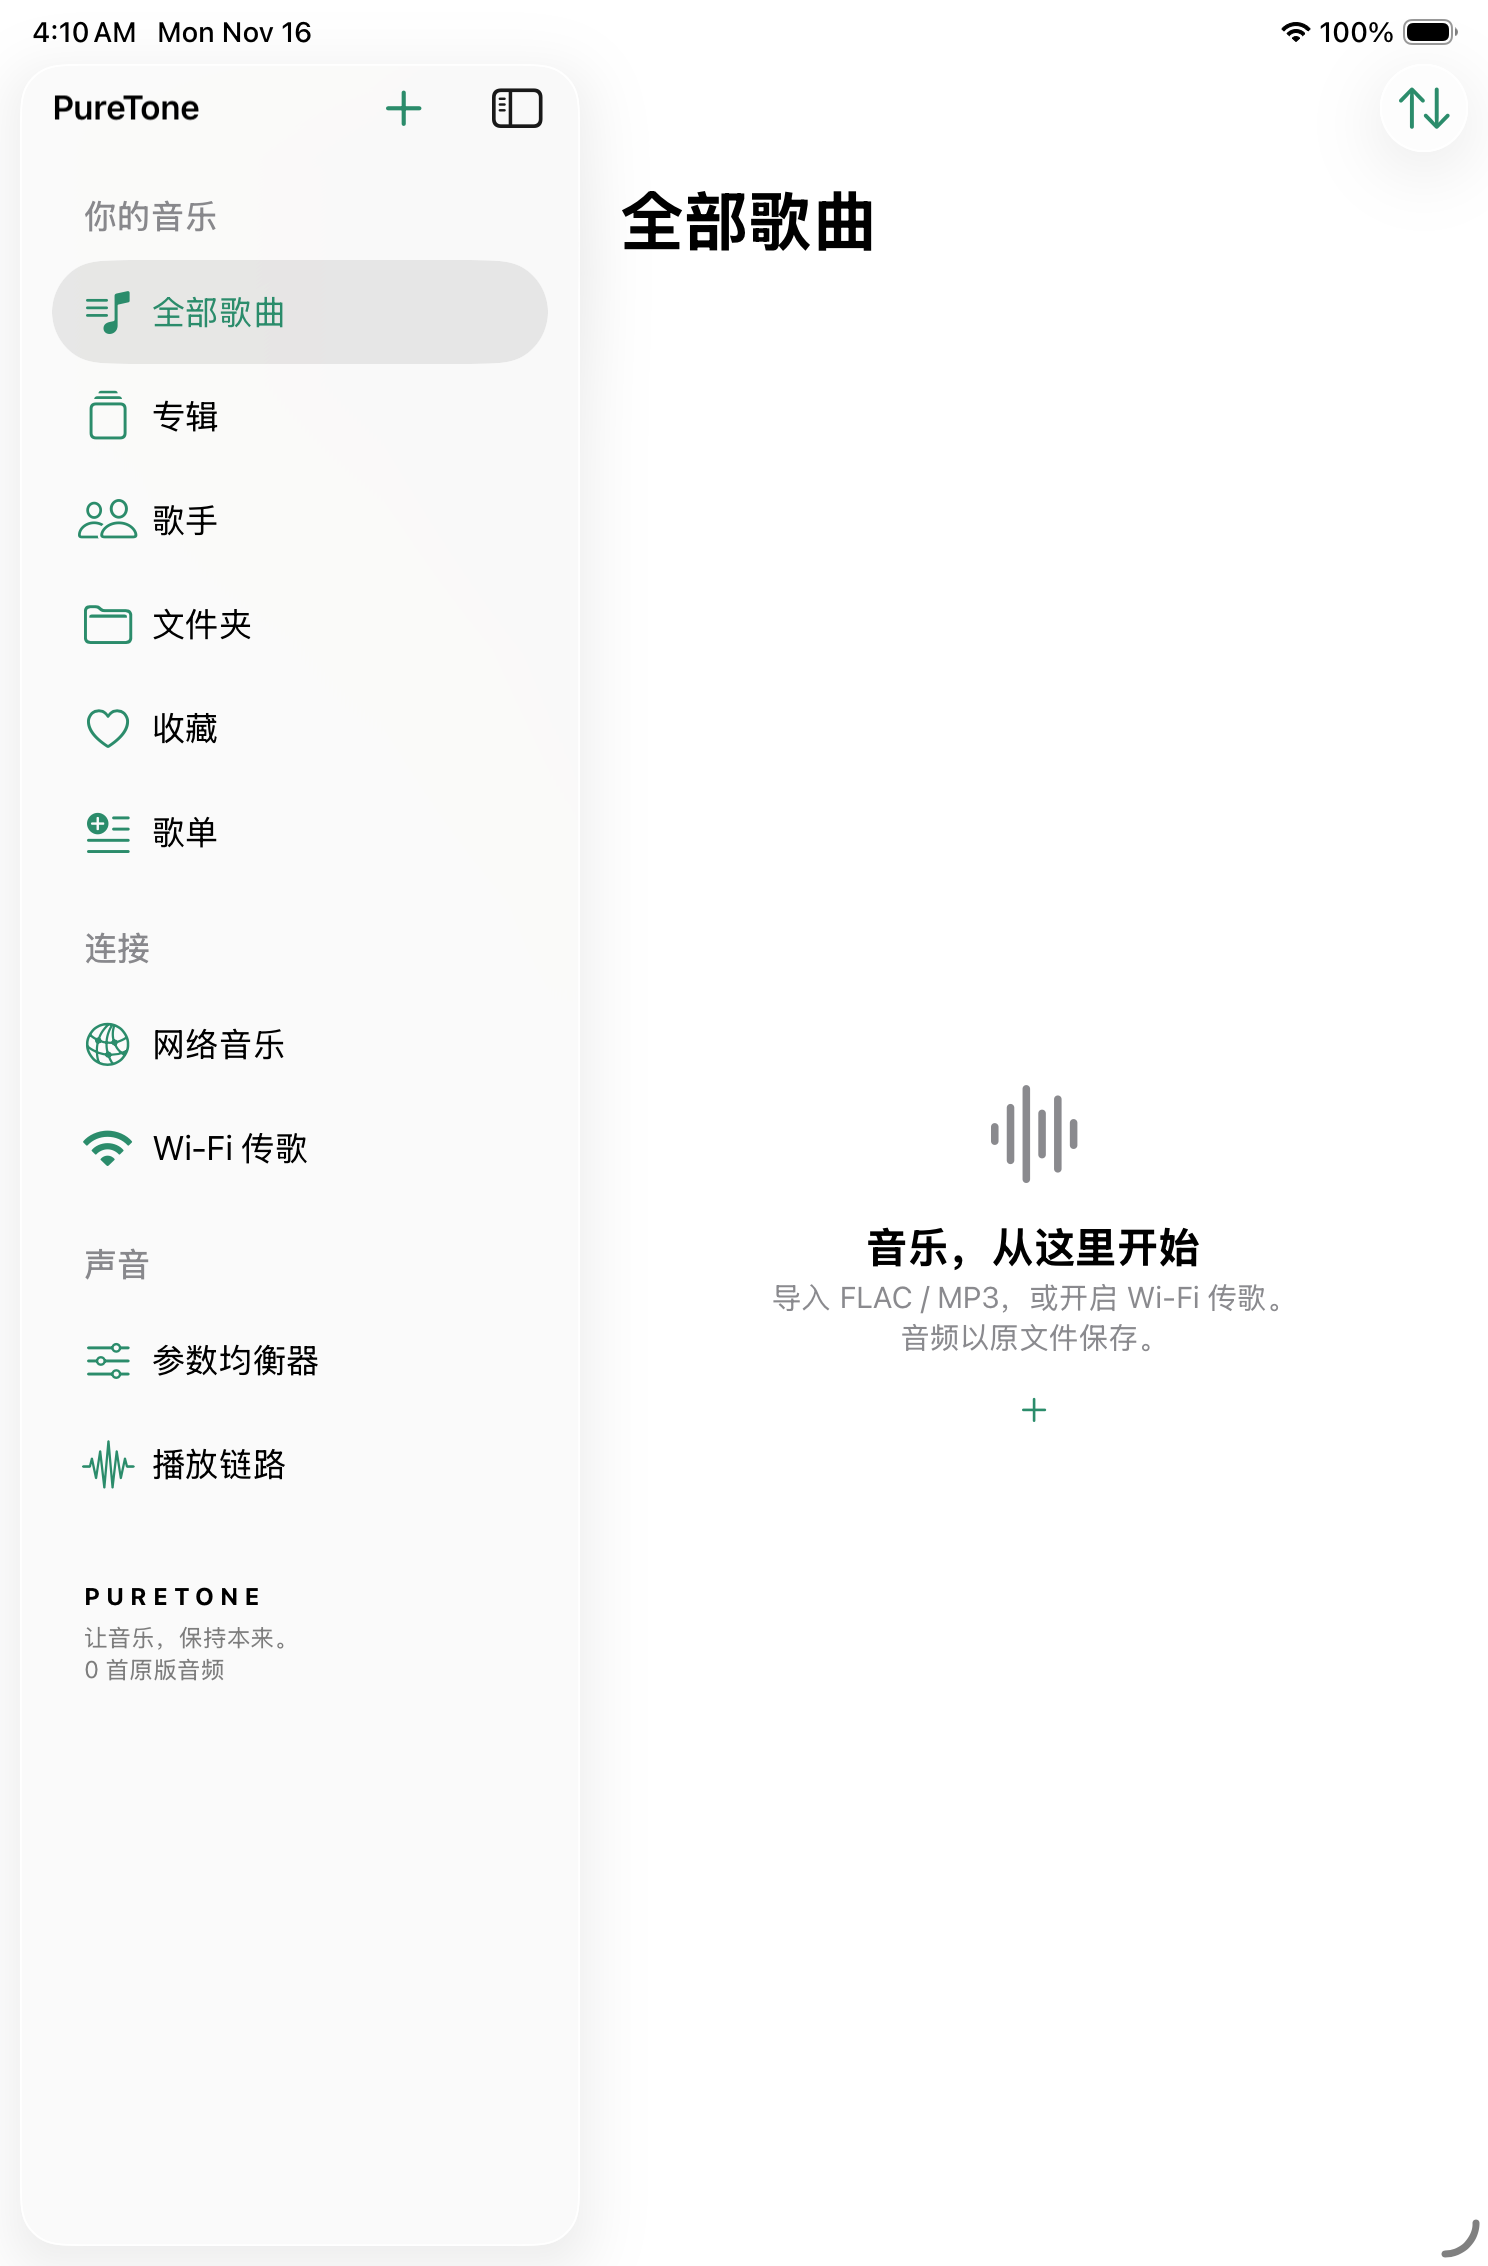 4:10 AM Mon Nov 16
100%
PureTone
你的音乐
全部歌曲
专辑
歌手
文件夹
收藏
歌单
连接
网络音乐
Wi-Fi 传歌
声音
参数均衡器
播放链路
PURETONE
让音乐，保持本来。
0 首原版音频
全部歌曲
音乐，从这里开始
导入 FLAC / MP3，或开启 Wi-Fi 传歌。
音频以原文件保存。